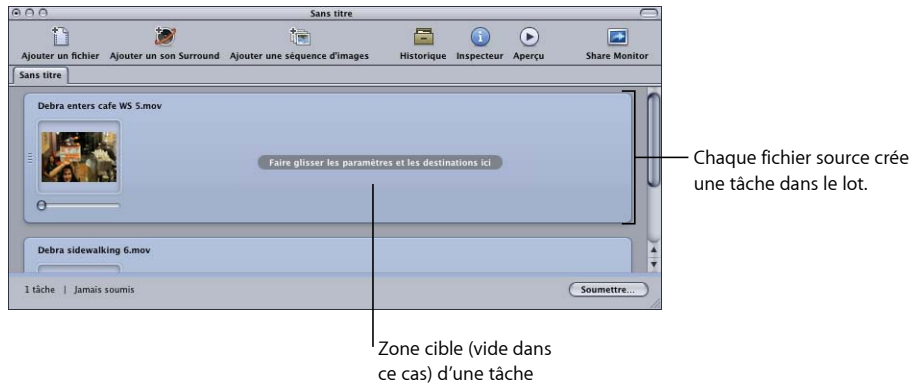 Sans titre
Ajouter un fichier Ajouter un son Surround Ajouter une séquence d'images Historique Inspecteur Aperçu Share Monitor
Sans titre
Debra enters cafe WS 5.mov
Faire glisser les paramètres et les destinations ici
Chaque fichier source crée
une tâche dans le lot.
Debra sidewalking 6.mov
1 tâche | Jamais soumis Soumettre...
Zone cible (vide dans
ce cas) d'une tâche